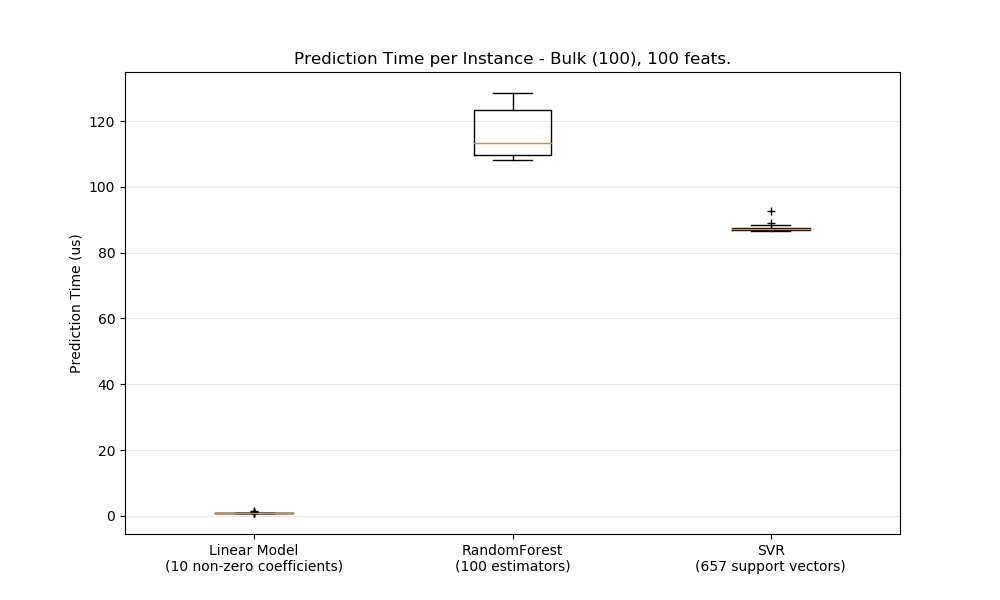 Prediction Time per Instance - Bulk (100), 100 feats.
Prediction Time (us)
120
100
80
60
40
20
0
Linear Model
(10 non-zero coefficients)
RandomForest
(100 estimators)
SVR
(657 support vectors)